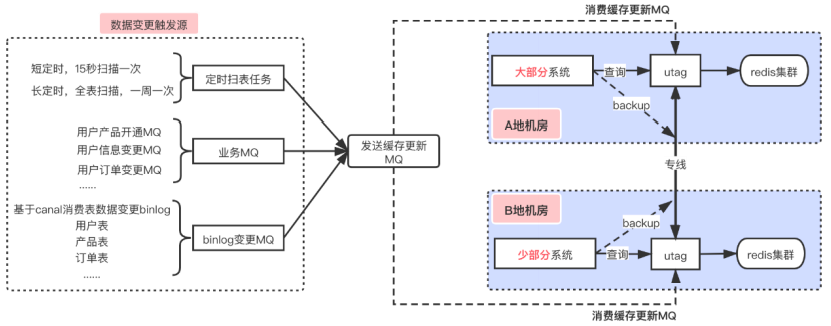 数据变更触发源
短定时，15秒扫描一次
长定时，全表扫描，一周一次
定时扫表任务
用户产品开通MQ
用户信息变更MQ
用户订单变更MQ
......
业务MQ
基于canal消费表数据变更binlog
用户表
产品表
订单表
......
binlog变更MQ
发送缓存更新
MQ
消费缓存更新MQ
大部分系统
查询
utag
redis集群
backup
A地机房
专线
B地机房
backup
少部分系统
查询
utag
redis集群
消费缓存更新MQ